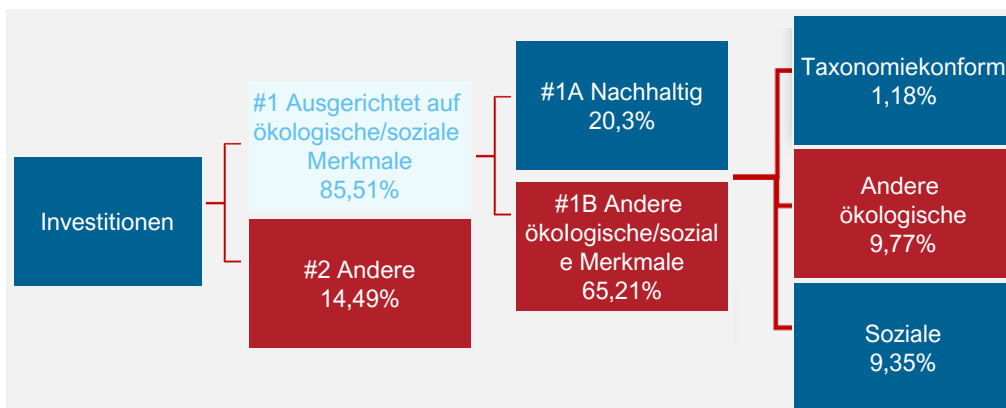 Investitionen
#1 Ausgerichtet auf
ökologische/soziale
Merkmale
85,51%
#2 Andere
14,49%
#1A Nachhaltig
20,3%
#1B Andere
ökologische/sozial
e Merkmale
65,21%
Taxonomiekonform
1,18%
Andere
ökologische
9,77%
Soziale
9,35%